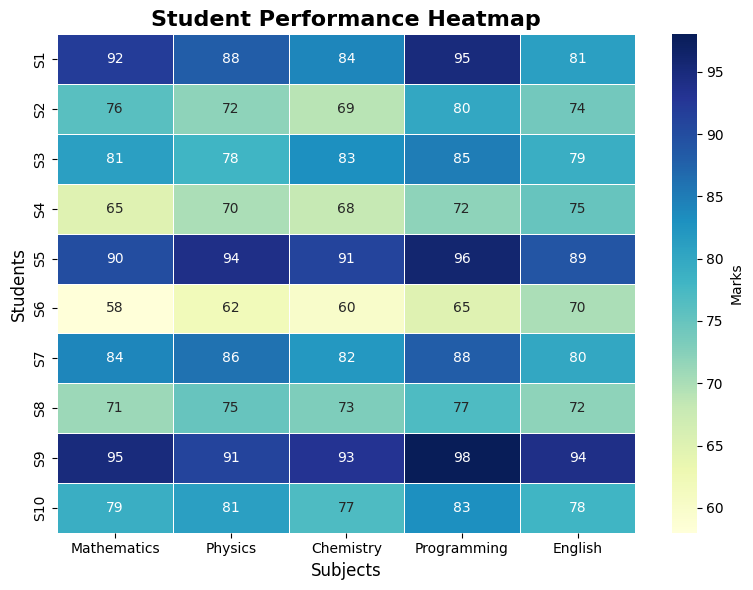 Student Performance Heatmap
Students
S1 92 88 84 95 81
S2 76 72 69 80 74
S3 81 78 83 85 79
S4 65 70 68 72 75
S5 90 94 91 96 89
S6 58 62 60 65 70
S7 84 86 82 88 80
S8 71 75 73 77 72
S9 95 91 93 98 94
S10 79 81 77 83 78
Mathematics Physics Chemistry Programming English
Subjects
95
90
85
80
75
70
65
60
Marks